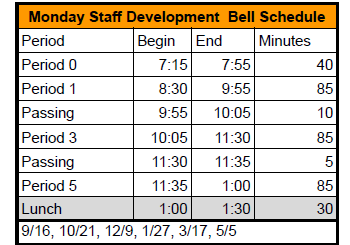 Monday Staff Development Bell Schedule
Period Begin End Minutes
Period 0 7:15 7:55 40
Period 1 8:30 9:55 85
Passing 9:55 10:05 10
Period 3 10:05 11:30 85
Passing 11:30 11:35 5
Period 5 11:35 1:00 85
Lunch 1:00 1:30 30
9/16, 10/21, 12/9, 1/27, 3/17, 5/5